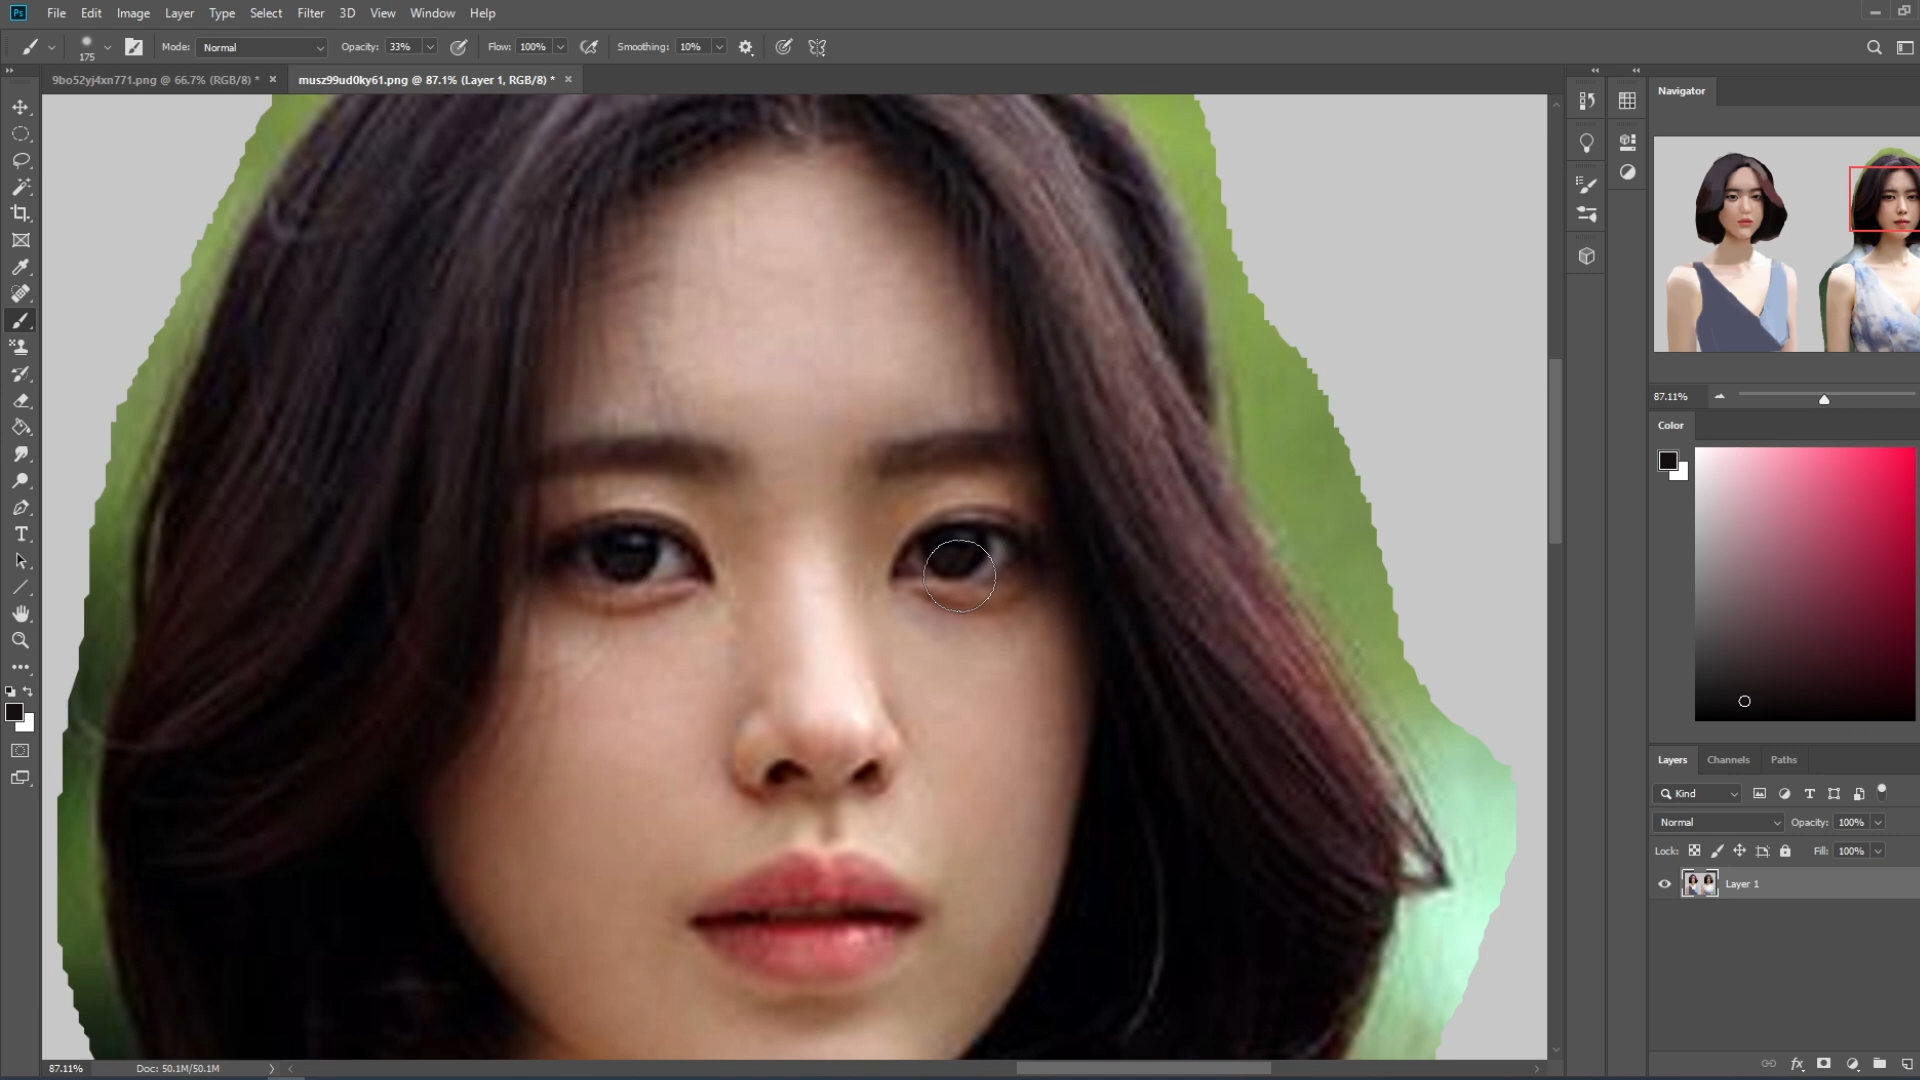 Ps File Edit Image Layer Type Select Filter 3D View Window Help
175 Mode: Normal Opacity: 33% Flow: 100% Smoothing: 10%
9bo52yj4xn771.png @ 66.7% (RGB/8) * musz99ud0ky61.png @ 87.1% (Layer 1, RGB/8) *
Navigator
87.11%
Color
Layers Channels Paths
Kind
Normal Opacity: 100%
Lock: Fill: 100%
Layer 1
87.11% Doc: 50.1M/50.1M